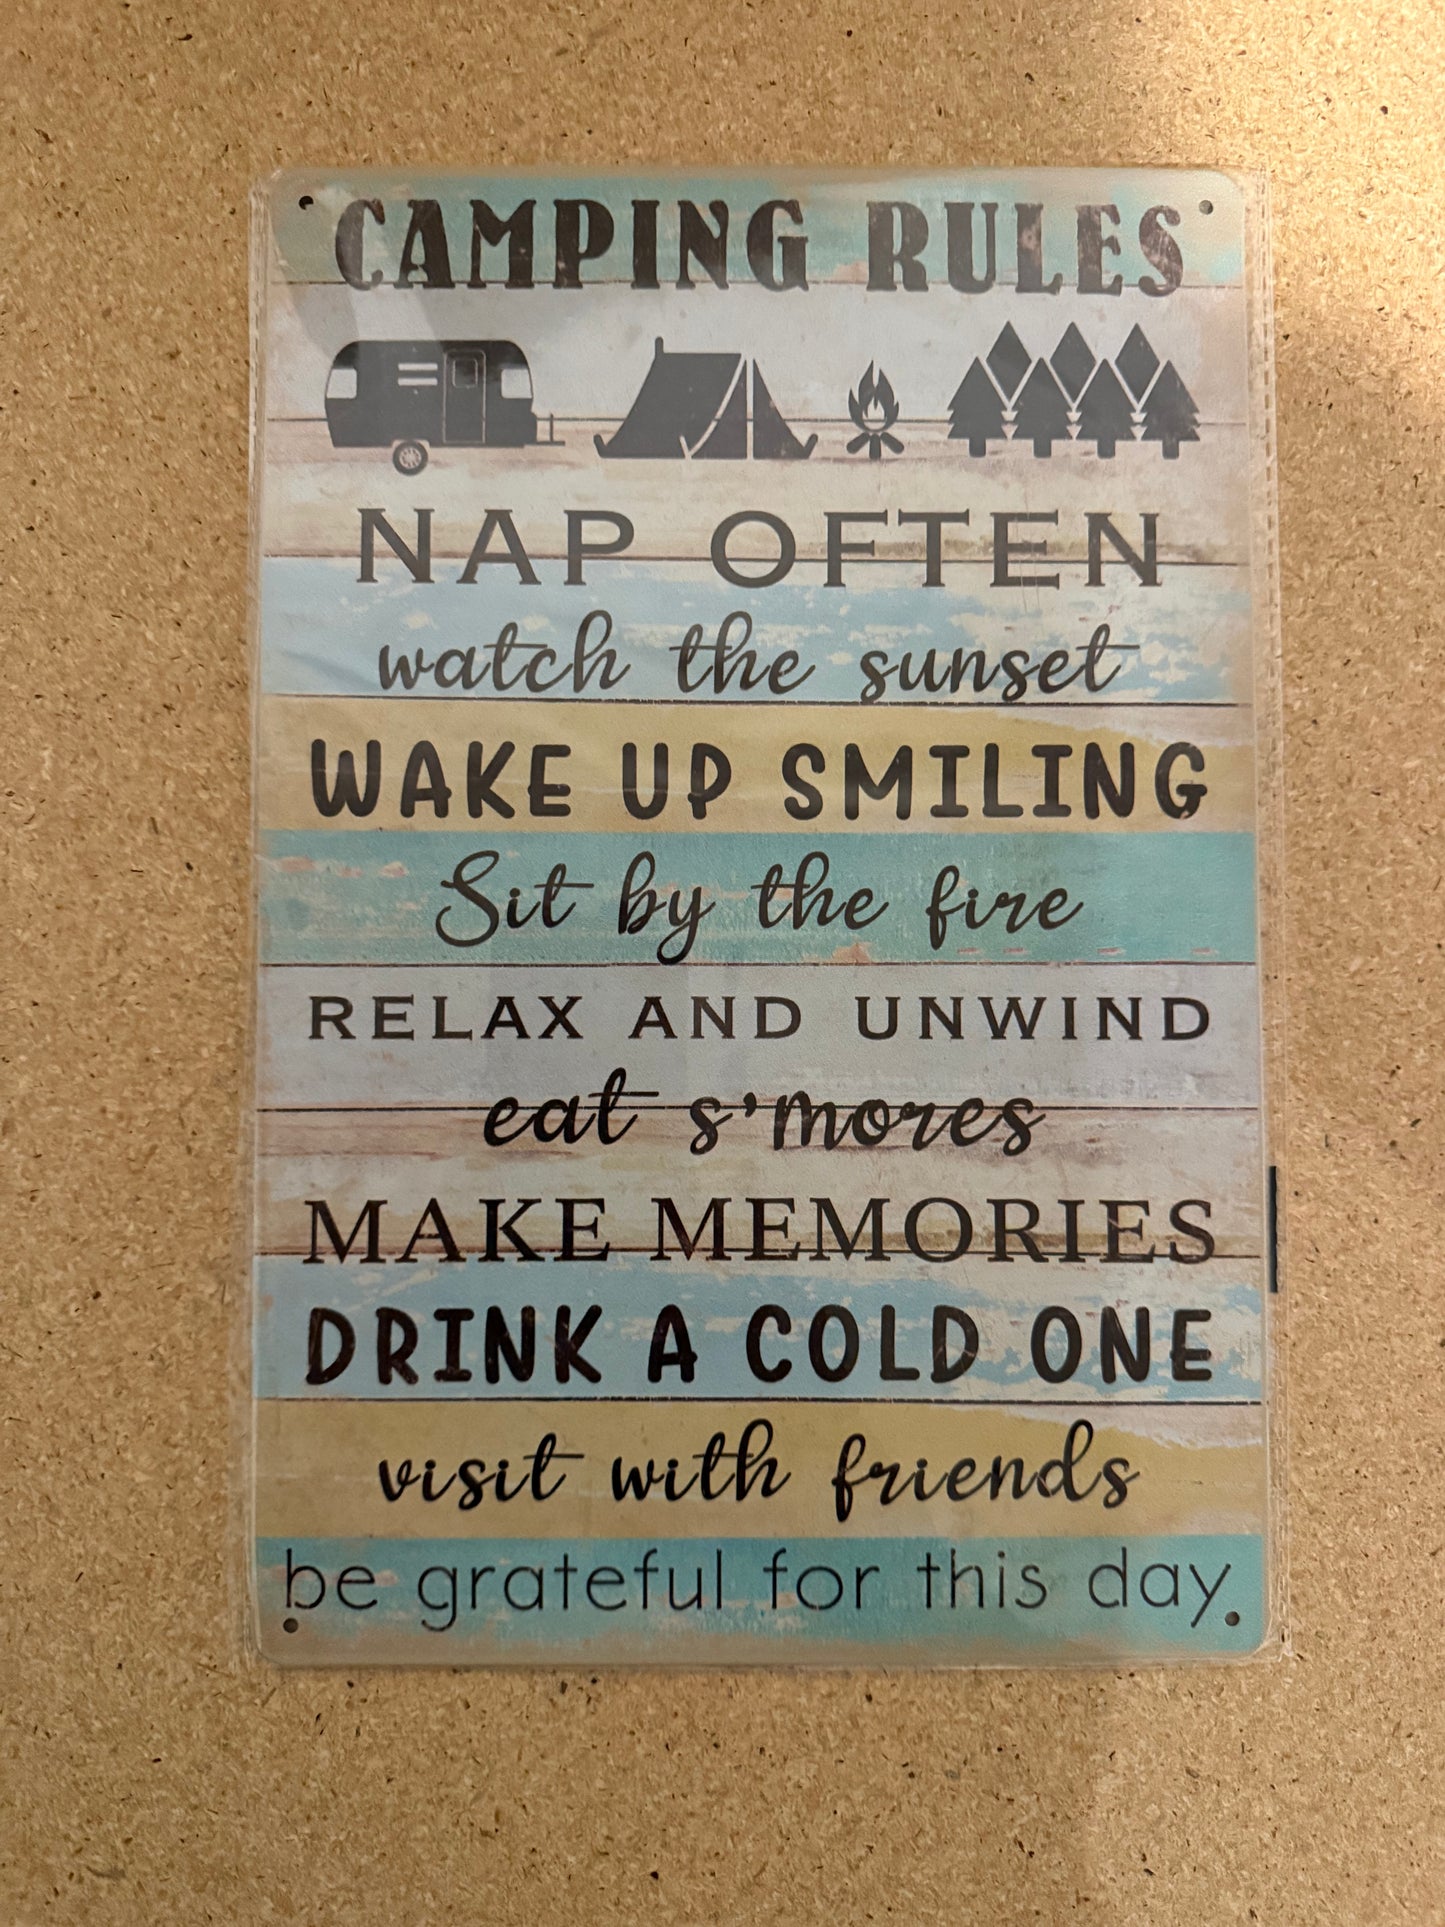 CAMPING RULES
NAP OFTEN
watch the sunset
WAKE UP SMILING
Sit by the fire
RELAX AND UNWIND
eat s'mores
MAKE MEMORIES
DRINK A COLD ONE
visit with friends
be grateful for this day.